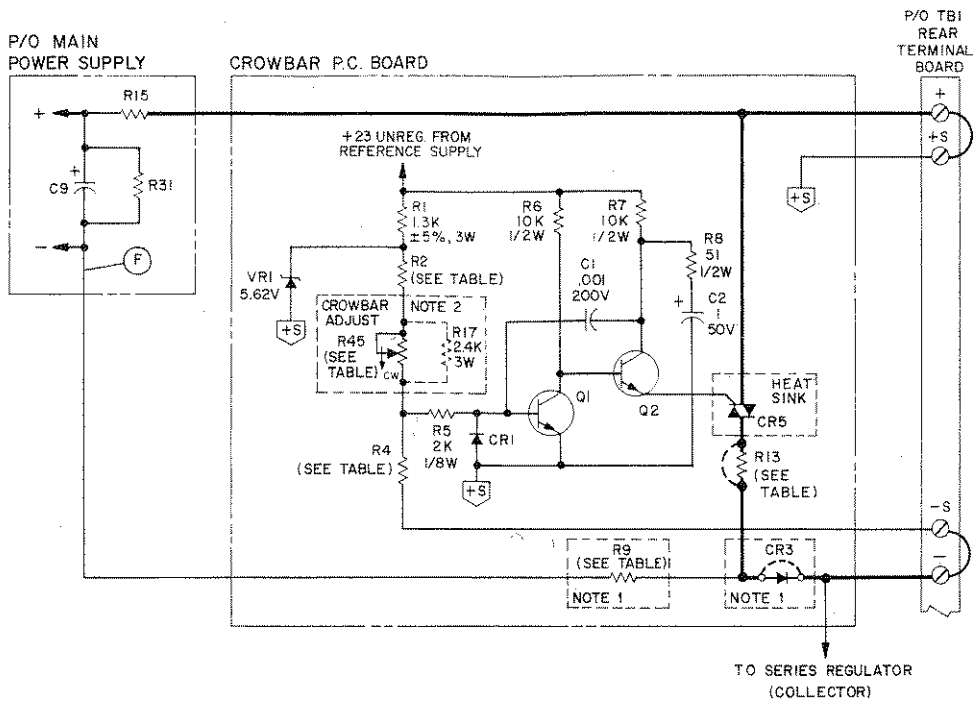 P/O MAIN
POWER SUPPLY
CROWBAR P.C. BOARD
P/O TB1
REAR
TERMINAL
BOARD
R15
+
+
C9
R31
−
F
+23 UNREG. FROM
REFERENCE SUPPLY
R1
1.3K
±5%, 3W
R2
(SEE TABLE)
VR1
5.62V
+S
CROWBAR
ADJUST
NOTE 2
R45
(SEE
TABLE)
CW
R17
2.4K
3W
R6
10K
1/2W
R7
10K
1/2W
R8
51
1/2W
C1
.001
200V
+
C2
1
50V
Q1
Q2
R5
2K
1/8W
CR1
+S
R4
(SEE TABLE)
HEAT
SINK
CR5
R13
(SEE
TABLE)
R9
(SEE TABLE)
NOTE 1
CR3
NOTE 1
+
+S
+S
−S
−
TO SERIES REGULATOR
(COLLECTOR)